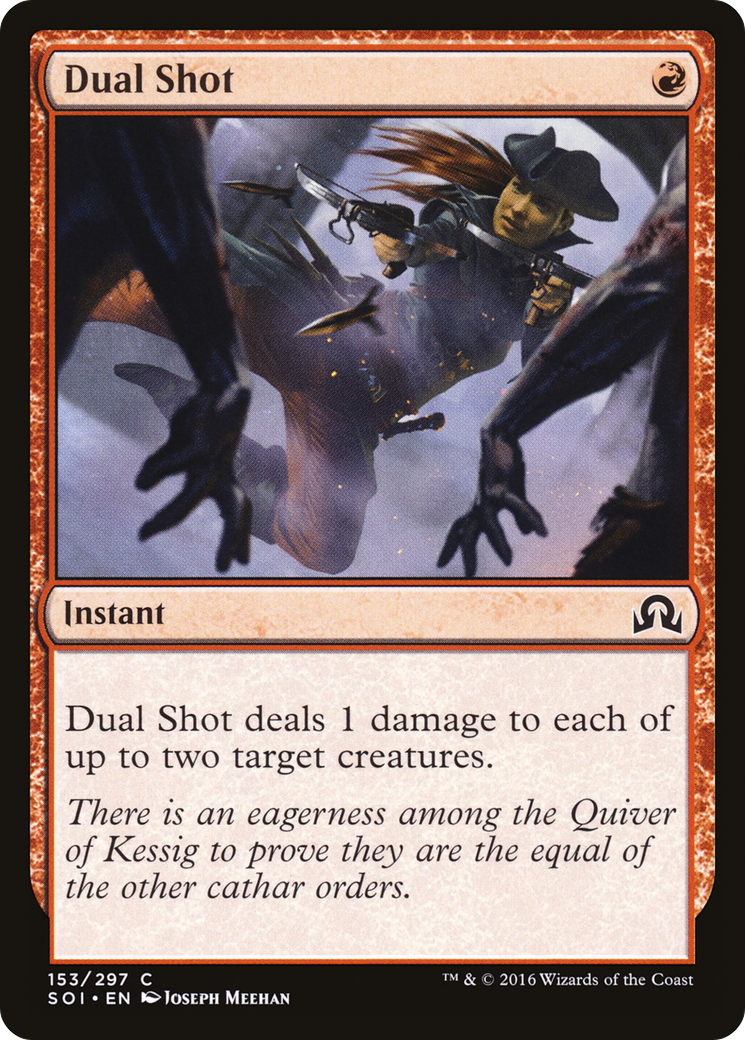 Dual Shot
Instant
Dual Shot deals 1 damage to each of
up to two target creatures.
There is an eagerness among the Quiver
of Kessig to prove they are the equal of
the other cathar orders.
153/297 C
SOI • EN Joseph Meehan
™ & © 2016 Wizards of the Coast